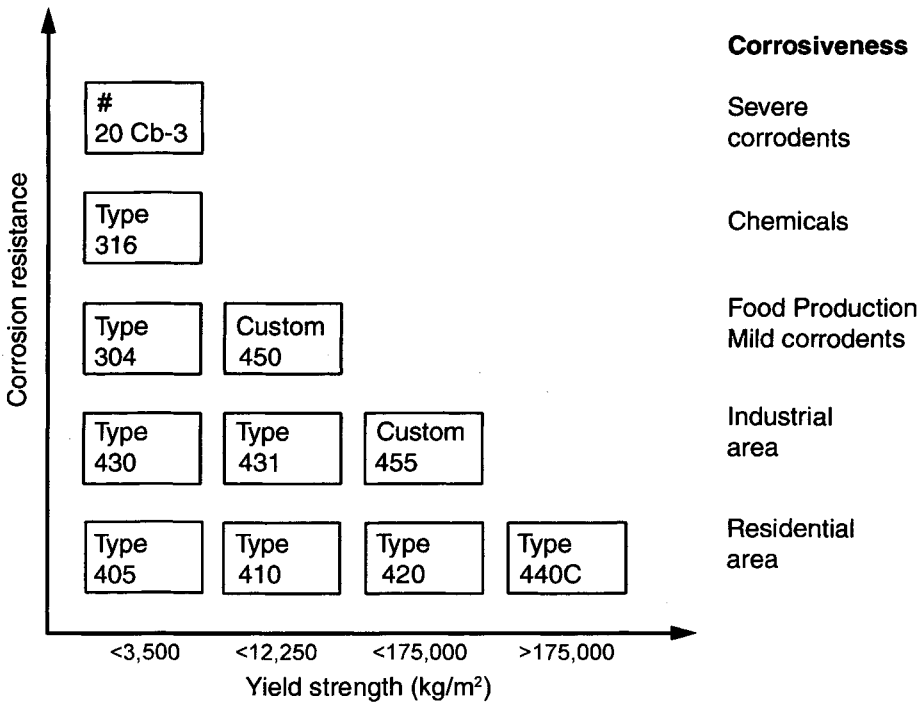 Corrosiveness
#
20 Cb-3
Severe
corrodents
Type
316
Chemicals
Type
304
Custom
450
Food Production
Mild corrodents
Type
430
Type
431
Custom
455
Industrial
area
Type
405
Type
410
Type
420
Type
440C
Residential
area
Corrosion resistance
<3,500
<12,250
<175,000
>175,000
Yield strength (kg/m²)